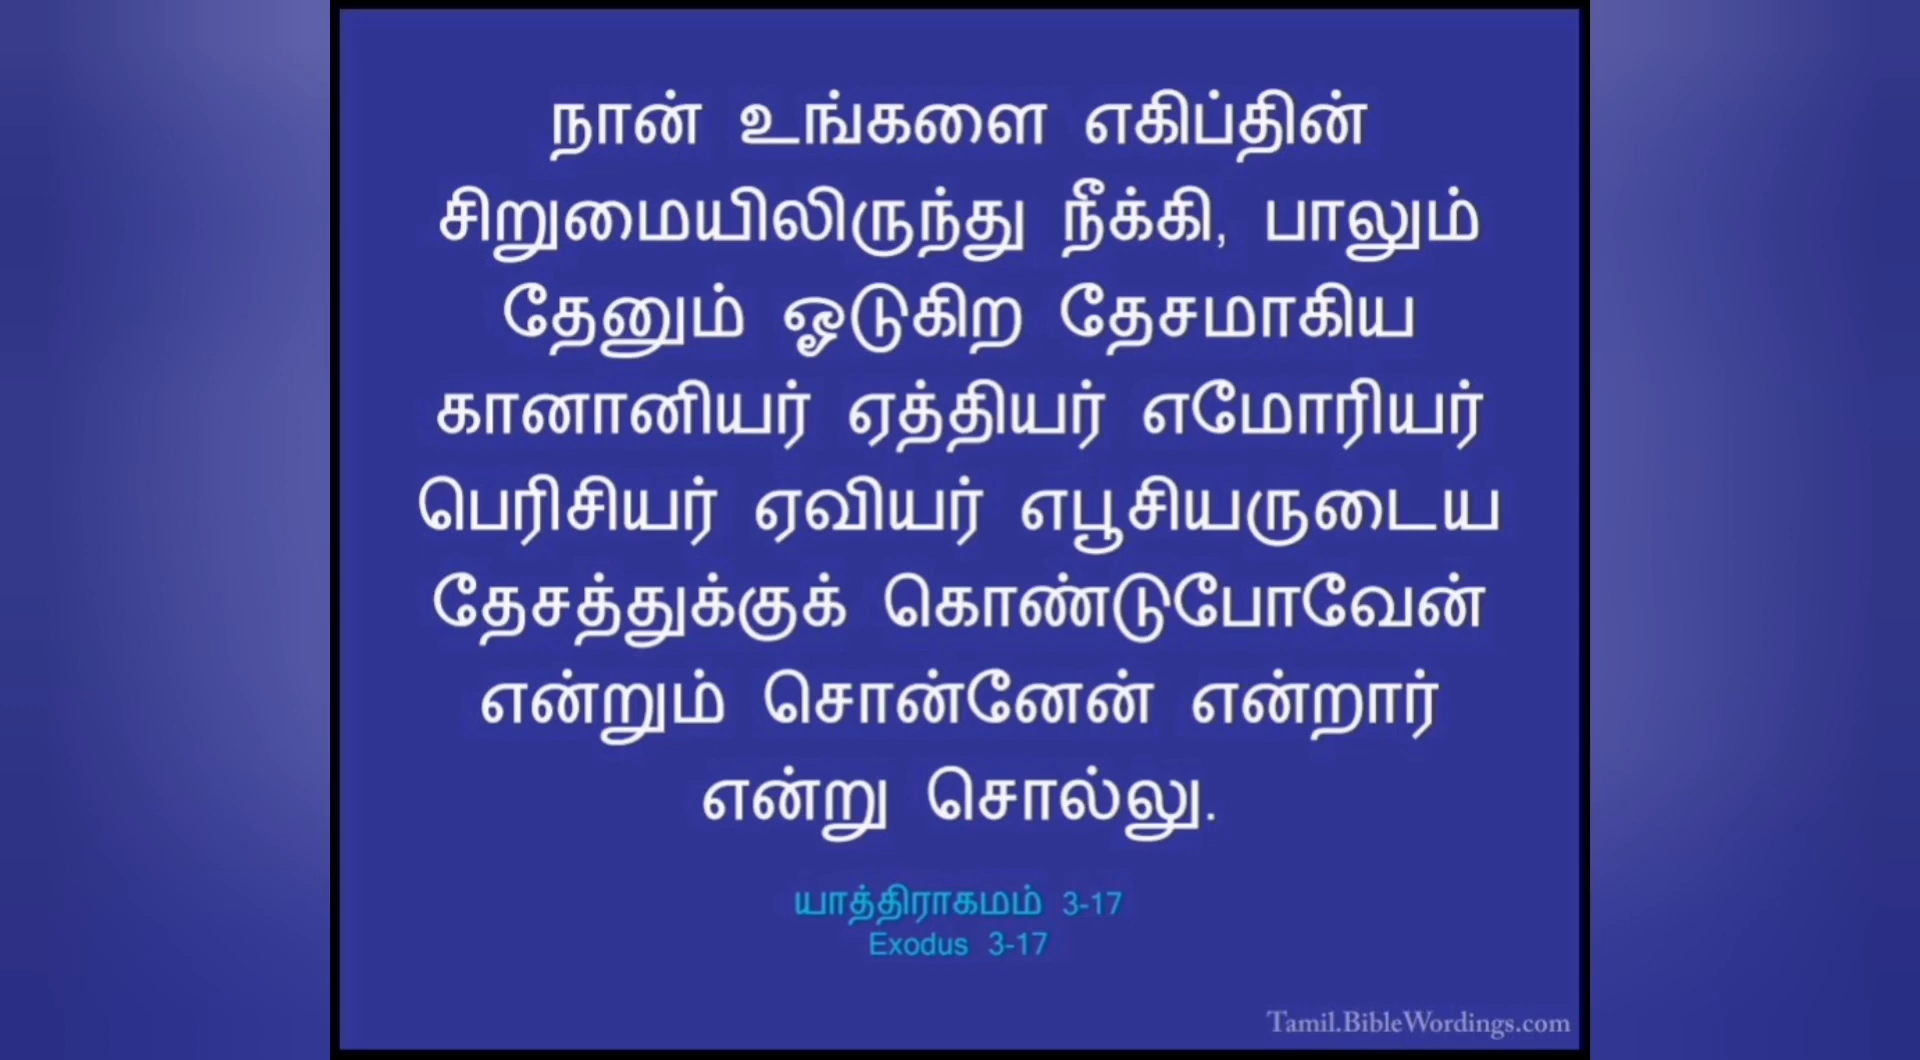 நான் உங்களை எகிப்தின்
சிறுமையிலிருந்து நீக்கி, பாலும்
தேனும் ஓடுகிற தேசமாகிய
கானானியர் ஏத்தியர் எமோரியர்
பெரிசியர் ஏவியர் எபூசியருடைய
தேசத்துக்குக் கொண்டுபோவேன்
என்றும் சொன்னேன் என்றார்
என்று சொல்லு.
யாத்திராகமம் 3-17
Exodus 3-17
Tamil.BibleWordings.com